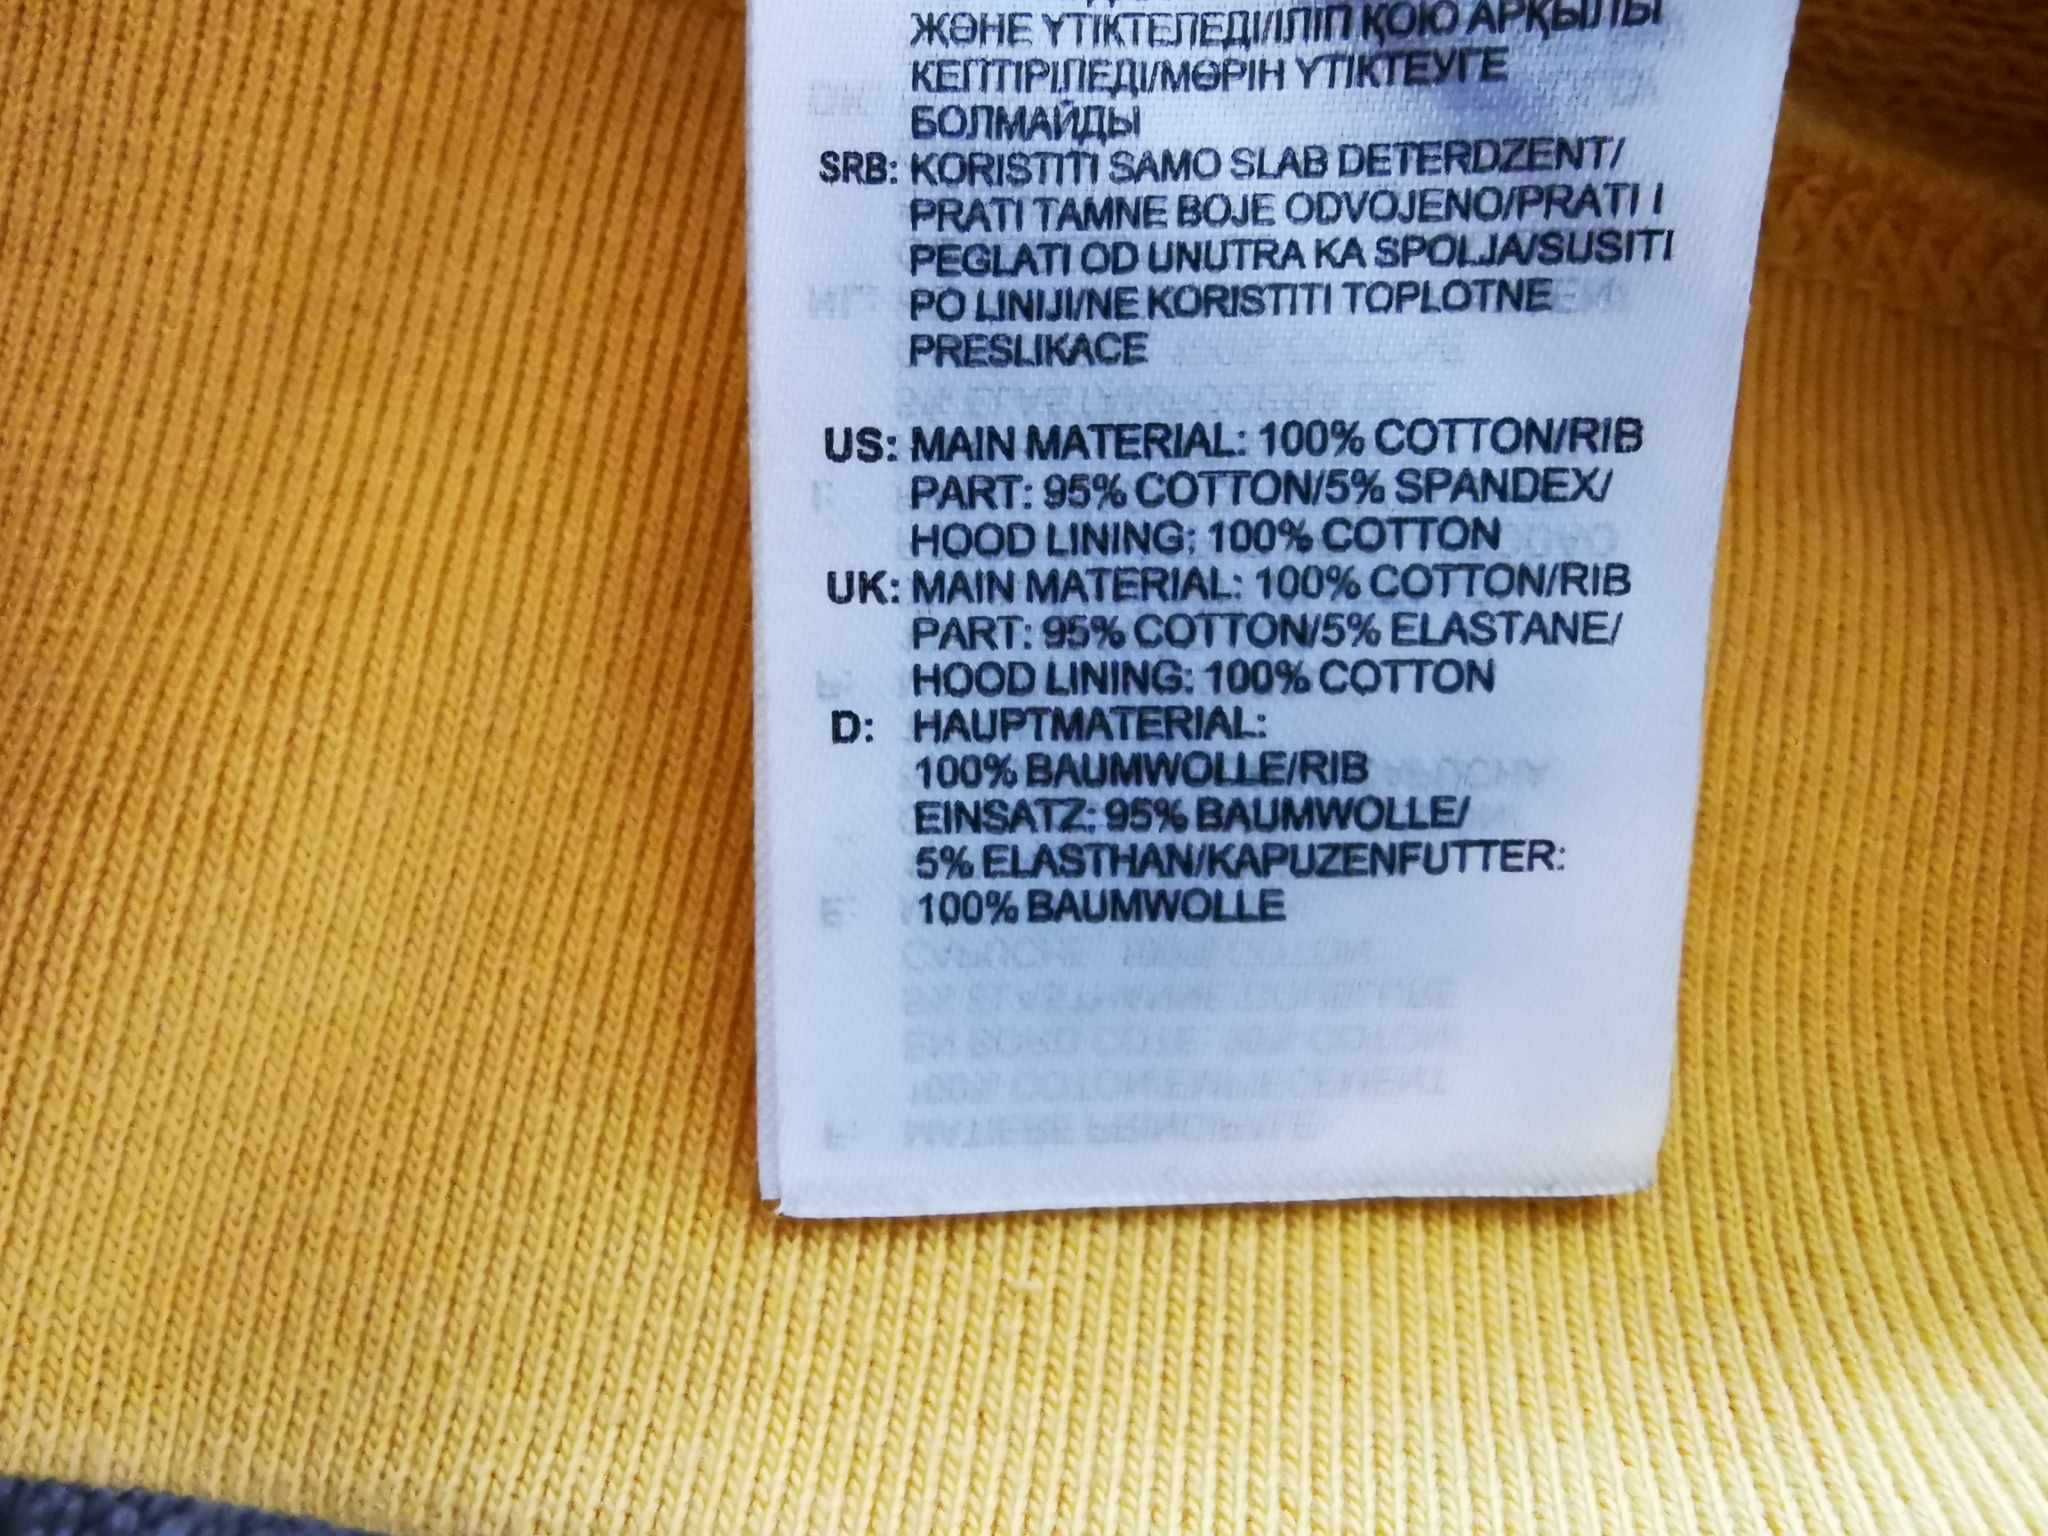 ЖӘНЕ ҮТІКТЕЛЕДІ/ІЛІП ҚОЮ АРҚЫЛЫ
КЕПТІРІЛЕДІ/МӨРІН ҮТІКТЕУГЕ
БОЛМАЙДЫ
SRB: KORISTITI SAMO SLAB DETERDZENT/
PRATI TAMNE BOJE ODVOJENO/PRATI I
PEGLATI OD UNUTRA KA SPOLJA/SUSITI
PO LINIJI/NE KORISTITI TOPLOTNE
PRESLIKACE
US: MAIN MATERIAL: 100% COTTON/RIB
PART: 95% COTTON/5% SPANDEX/
HOOD LINING: 100% COTTON
UK: MAIN MATERIAL: 100% COTTON/RIB
PART: 95% COTTON/5% ELASTANE/
HOOD LINING: 100% COTTON
D: HAUPTMATERIAL:
100% BAUMWOLLE/RIB
EINSATZ: 95% BAUMWOLLE/
5% ELASTHAN/KAPUZENFUTTER:
100% BAUMWOLLE